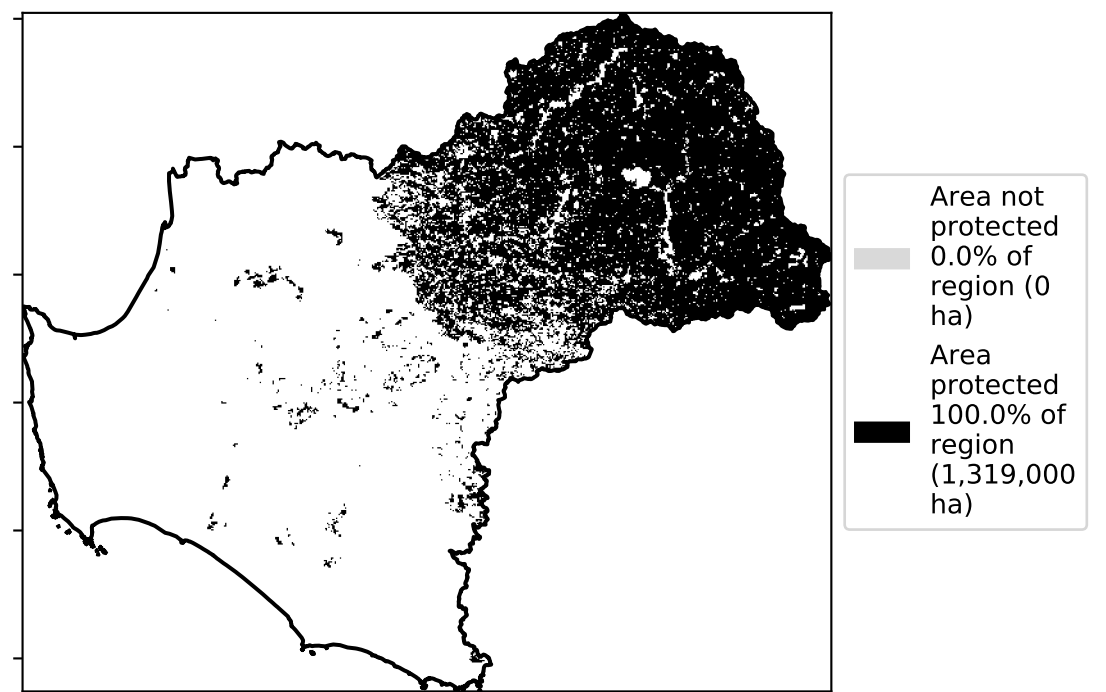 Area not
protected
0.0% of
region (0
ha)
Area
protected
100.0% of
region
(1,319,000
ha)